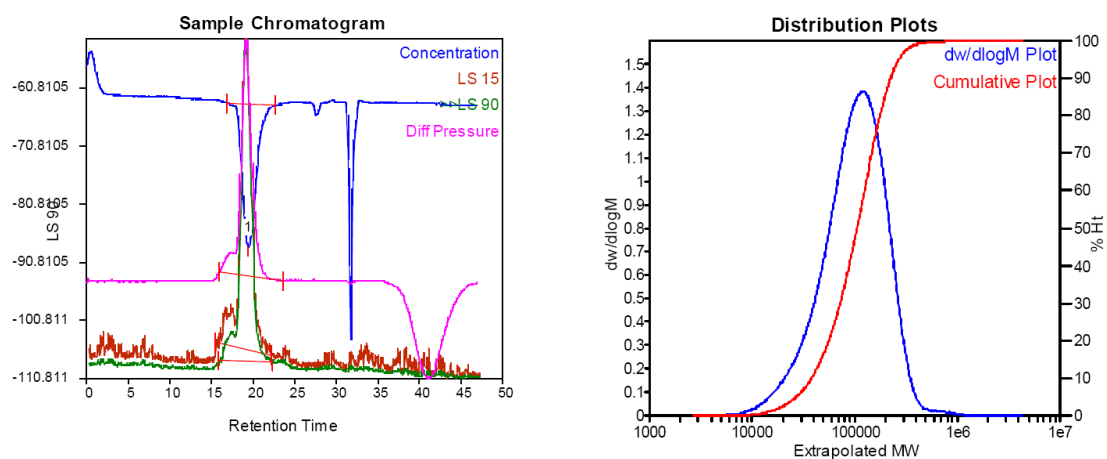 Sample Chromatogram
Concentration
LS 15
>>LS 90
Diff Pressure
-60.8105
-70.8105
-80.8105
-90.8105
-100.811
-110.811
LS 90
1
0 5 10 15 20 25 30 35 40 45 50
Retention Time
Distribution Plots
dw/dlogM Plot
Cumulative Plot
1.5
1.4
1.3
1.2
1.1
1
0.9
0.8
0.7
0.6
0.5
0.4
0.3
0.2
0.1
0
dw/dlogM
100
90
80
70
60
50
40
30
20
10
0
% Ht
1000 10000 100000 1e6 1e7
Extrapolated MW